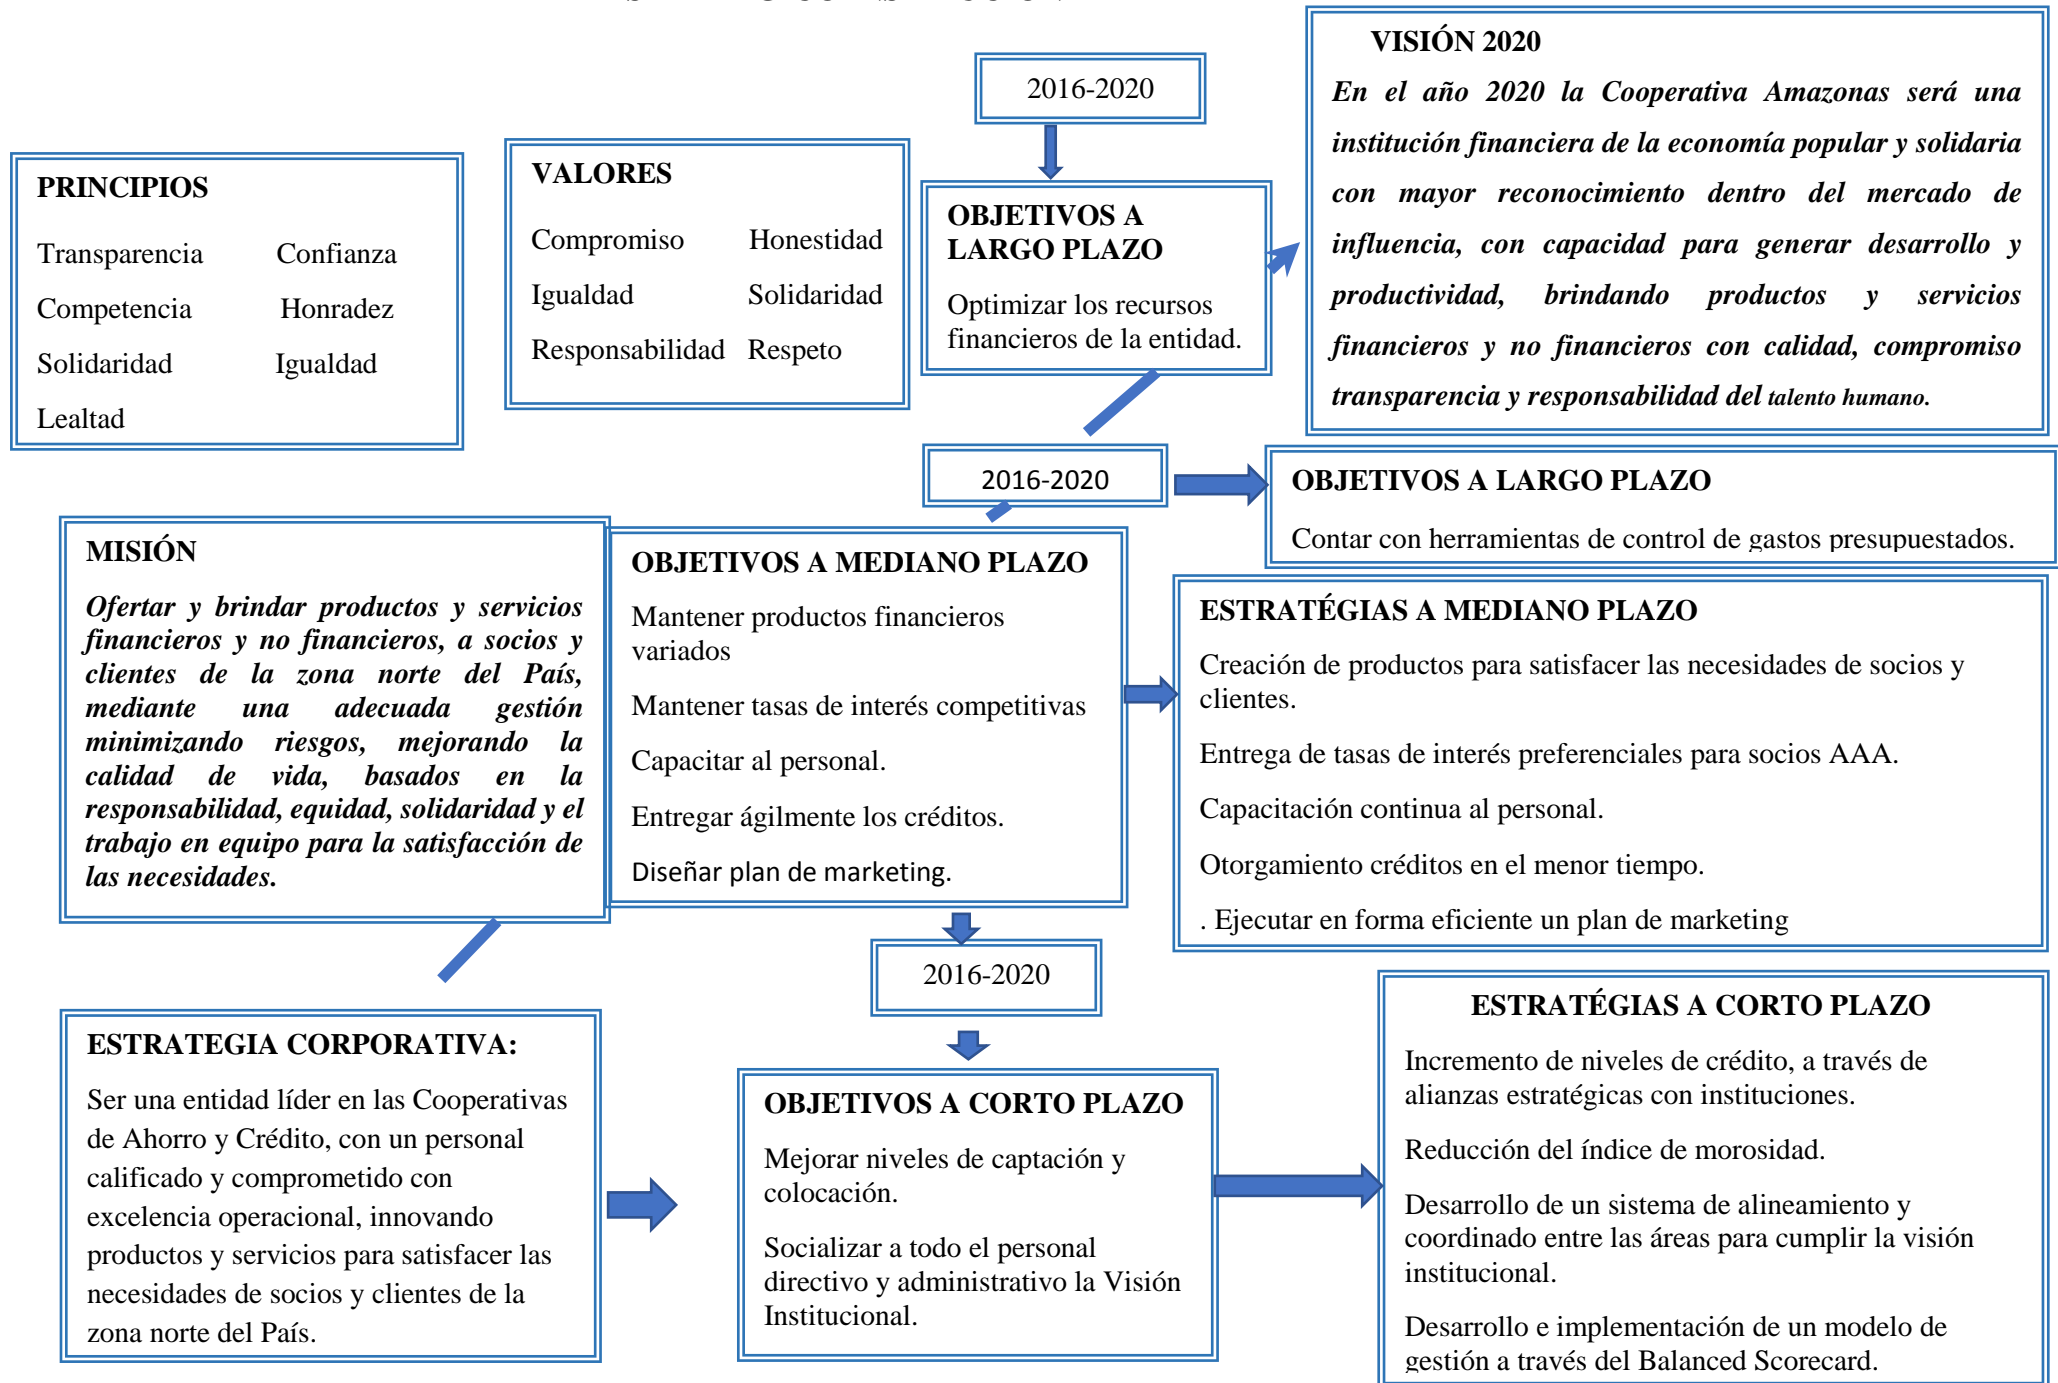 2016-2020
VISIÓN 2020
En el año 2020 la Cooperativa Amazonas será una
institución financiera de la economía popular y solidaria
con mayor reconocimiento dentro del mercado de
influencia, con capacidad para generar desarrollo y
productividad, brindando productos y servicios
financieros y no financieros con calidad, compromiso
transparencia y responsabilidad del talento humano.
PRINCIPIOS
Transparencia Confianza
Competencia Honradez
Solidaridad Igualdad
Lealtad
VALORES
Compromiso Honestidad
Igualdad Solidaridad
Responsabilidad Respeto
OBJETIVOS A
LARGO PLAZO
Optimizar los recursos
financieros de la entidad.
2016-2020
OBJETIVOS A LARGO PLAZO
Contar con herramientas de control de gastos presupuestados.
MISIÓN
Ofertar y brindar productos y servicios
financieros y no financieros, a socios y
clientes de la zona norte del País,
mediante una adecuada gestión
minimizando riesgos, mejorando la
calidad de vida, basados en la
responsabilidad, equidad, solidaridad y el
trabajo en equipo para la satisfacción de
las necesidades.
OBJETIVOS A MEDIANO PLAZO
Mantener productos financieros
variados
Mantener tasas de interés competitivas
Capacitar al personal.
Entregar ágilmente los créditos.
Diseñar plan de marketing.
ESTRATÉGIAS A MEDIANO PLAZO
Creación de productos para satisfacer las necesidades de socios y
clientes.
Entrega de tasas de interés preferenciales para socios AAA.
Capacitación continua al personal.
Otorgamiento créditos en el menor tiempo.
. Ejecutar en forma eficiente un plan de marketing
2016-2020
ESTRATEGIA CORPORATIVA:
Ser una entidad líder en las Cooperativas
de Ahorro y Crédito, con un personal
calificado y comprometido con
excelencia operacional, innovando
productos y servicios para satisfacer las
necesidades de socios y clientes de la
zona norte del País.
OBJETIVOS A CORTO PLAZO
Mejorar niveles de captación y
colocación.
Socializar a todo el personal
directivo y administrativo la Visión
Institucional.
ESTRATÉGIAS A CORTO PLAZO
Incremento de niveles de crédito, a través de
alianzas estratégicas con instituciones.
Reducción del índice de morosidad.
Desarrollo de un sistema de alineamiento y
coordinado entre las áreas para cumplir la visión
institucional.
Desarrollo e implementación de un modelo de
gestión a través del Balanced Scorecard.